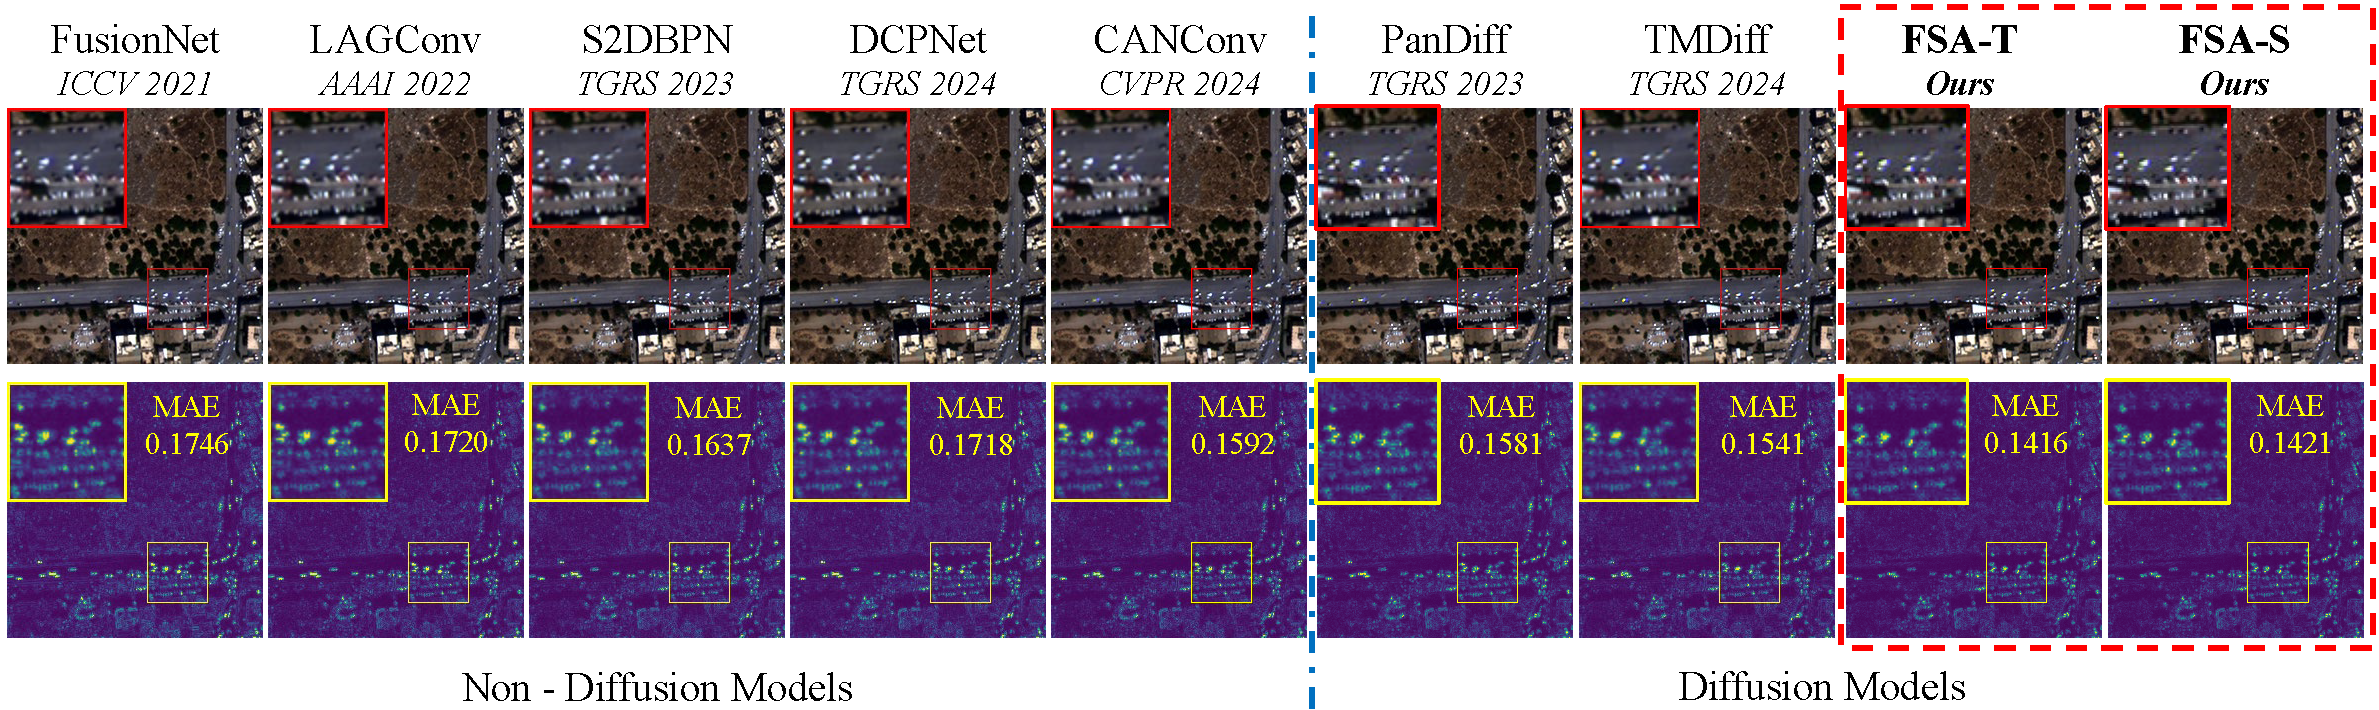 FusionNet
ICCV 2021
LAGConv
AAAI 2022
S2DBPN
TGRS 2023
DCPNet
TGRS 2024
CANConv
CVPR 2024
PanDiff
TGRS 2023
TMDiff
TGRS 2024
FSA-T
Ours
FSA-S
Ours
MAE
0.1746
MAE
0.1720
MAE
0.1637
MAE
0.1718
MAE
0.1592
MAE
0.1581
MAE
0.1541
MAE
0.1416
MAE
0.1421
Non - Diffusion Models
Diffusion Models